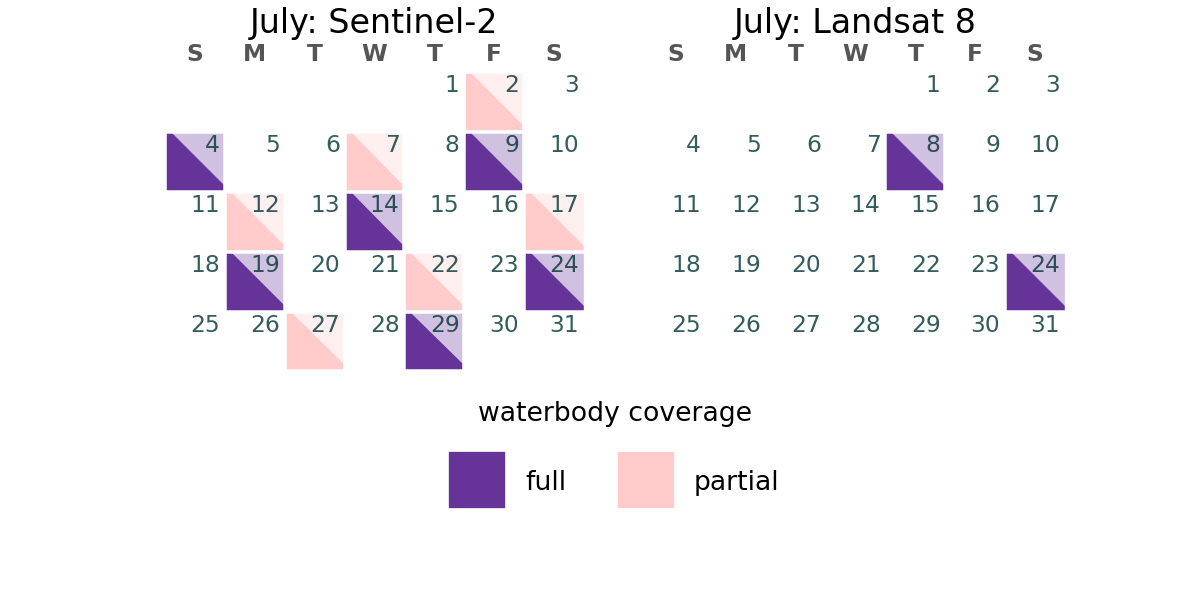 July: Sentinel-2
S M T W T F S
1 2 3
4 5 6 7 8 9 10
11 12 13 14 15 16 17
18 19 20 21 22 23 24
25 26 27 28 29 30 31
July: Landsat 8
S M T W T F S
1 2 3
4 5 6 7 8 9 10
11 12 13 14 15 16 17
18 19 20 21 22 23 24
25 26 27 28 29 30 31
waterbody coverage
full partial